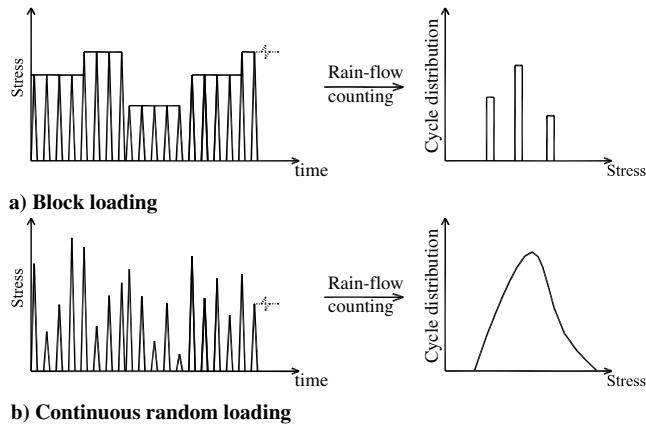 Stress
time
Rain-flow
counting
Cycle distribution
Stress
a) Block loading
Stress
time
Rain-flow
counting
Cycle distribution
Stress
b) Continuous random loading